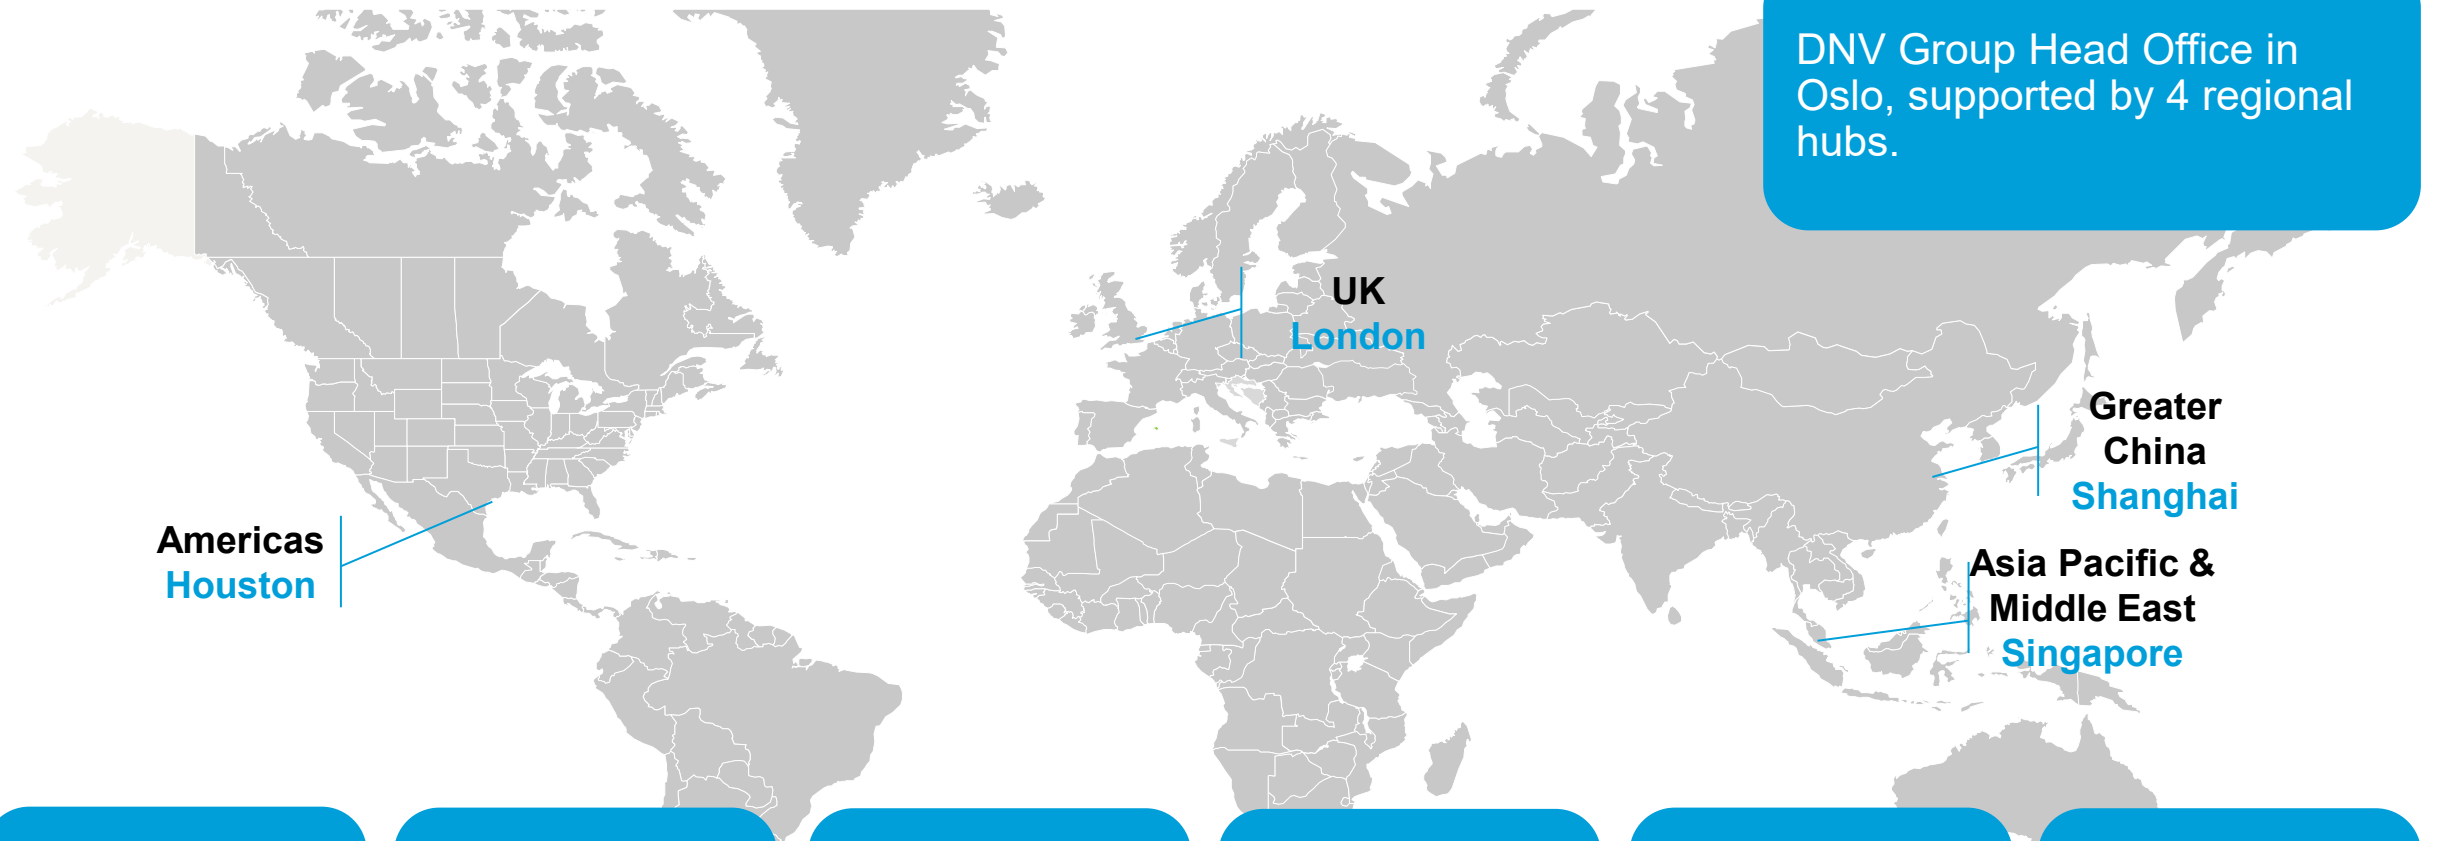 DNV Group Head Office in
Oslo, supported by 4 regional
hubs.
UK
London
Greater
China
Shanghai
Americas
Houston
Asia Pacific &
Middle East
Singapore